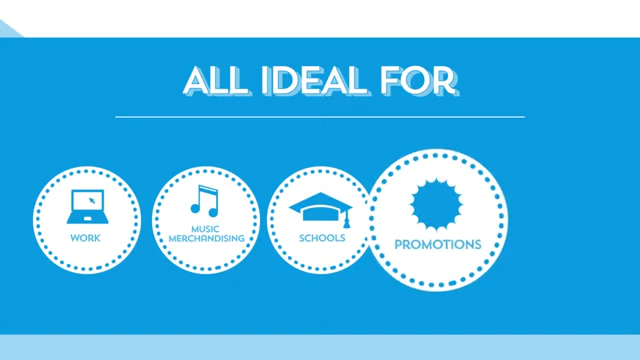 ALL IDEAL FOR
WORK
MUSIC
MERCHANDISING
SCHOOLS
PROMOTIONS